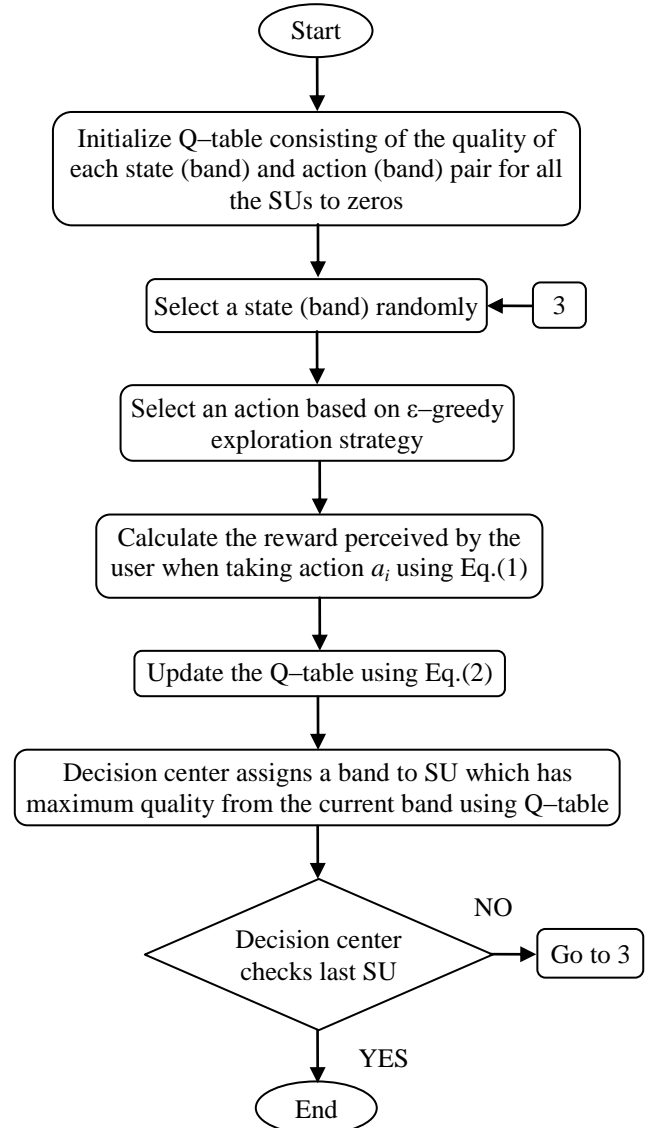 Start
Initialize Q–table consisting of the quality of
each state (band) and action (band) pair for all
the SUs to zeros
Select a state (band) randomly
3
Select an action based on ε–greedy
exploration strategy
Calculate the reward perceived by the
user when taking action aᵢ using Eq.(1)
Update the Q–table using Eq.(2)
Decision center assigns a band to SU which has
maximum quality from the current band using Q–table
NO
Decision center
checks last SU
Go to 3
YES
End